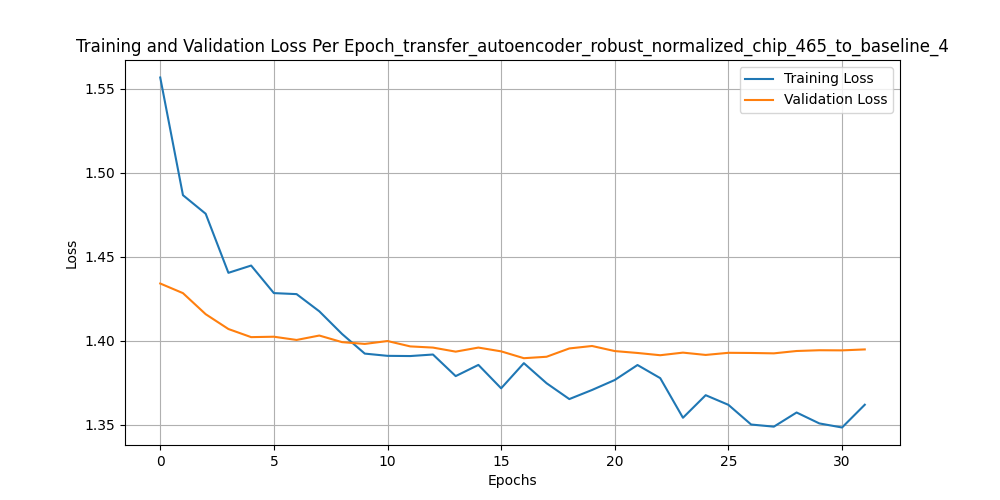 Training and Validation Loss Per Epoch_transfer_autoencoder_robust_normalized_chip_465_to_baseline_4
Training Loss
Validation Loss
1.55
1.50
1.45
1.40
1.35
Loss
0 5 10 15 20 25 30
Epochs